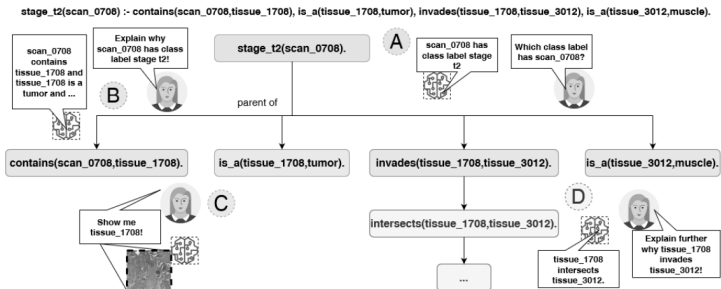 stage_t2(scan_0708) :- contains(scan_0708,tissue_1708), is_a(tissue_1708,tumor), invades(tissue_1708,tissue_3012), is_a(tissue_3012,muscle).
scan_0708
contains
tissue_1708 and
tissue_1708 is a
tumor and ...
Explain why
scan_0708 has class
label stage t2!
B
stage_t2(scan_0708).
A
scan_0708 has
class label stage
t2
Which class label
has scan_0708?
parent of
contains(scan_0708,tissue_1708).
is_a(tissue_1708,tumor).
invades(tissue_1708,tissue_3012).
is_a(tissue_3012,muscle).
C
Show me
tissue_1708!
intersects(tissue_1708,tissue_3012).
...
D
tissue_1708
intersects
tissue_3012.
Explain further
why tissue_1708
invades
tissue_3012!